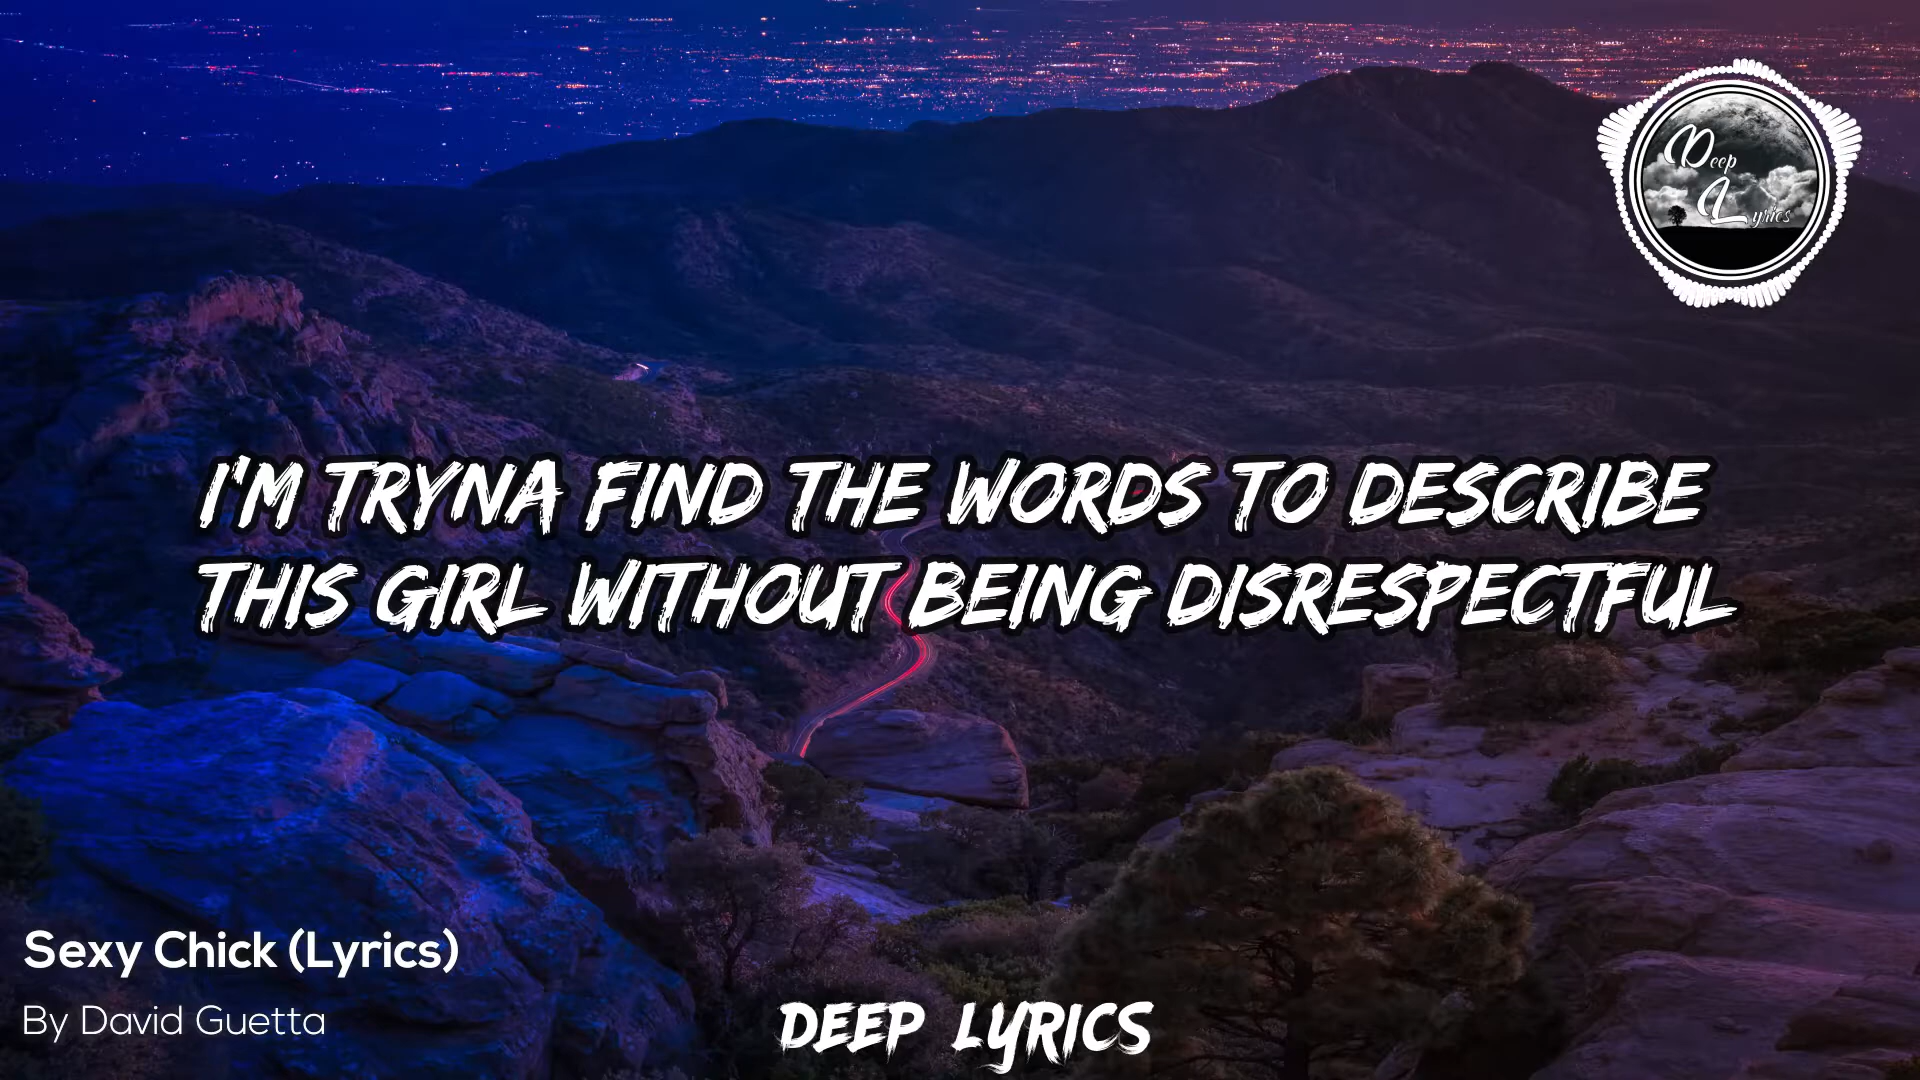 Deep
Lyrics
I'M TRYNA FIND THE WORDS TO DESCRIBE
THIS GIRL WITHOUT BEING DISRESPECTFUL
Sexy Chick (Lyrics)
By David Guetta
DEEP LYRICS